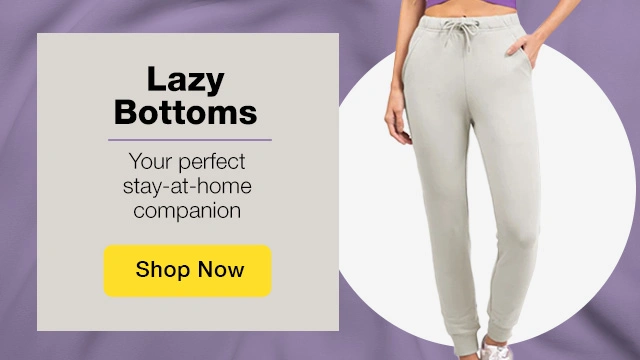 Lazy
Bottoms
Your perfect
stay-at-home
companion
Shop Now